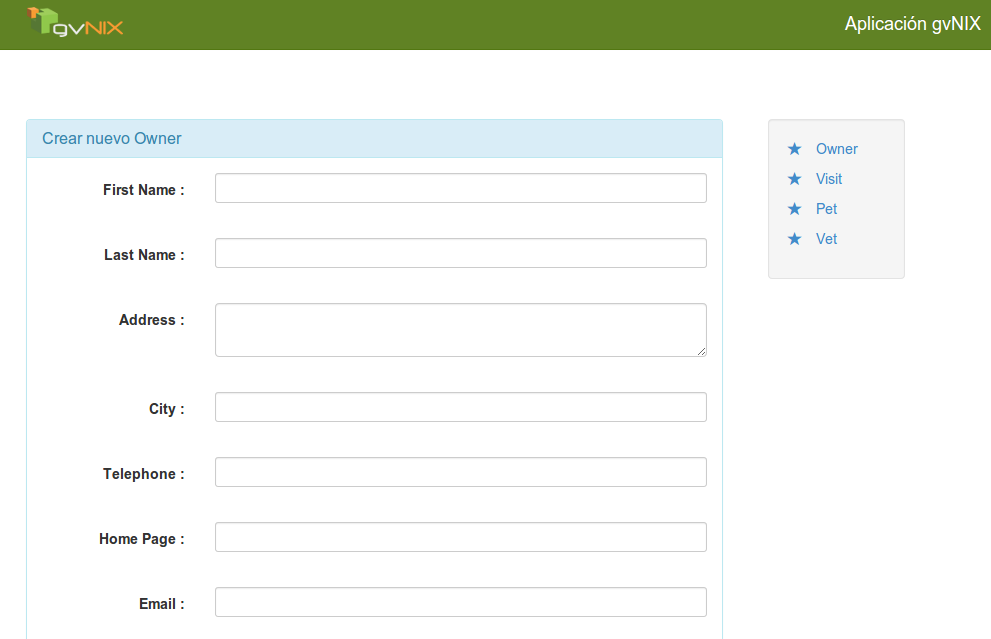 gvNIX
Aplicación gvNIX
Crear nuevo Owner
First Name :
Last Name :
Address :
City :
Telephone :
Home Page :
Email :
Owner
Visit
Pet
Vet